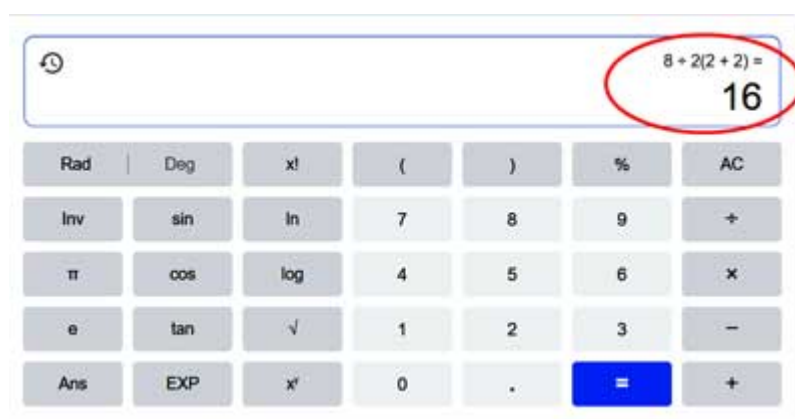 8 ÷ 2(2 + 2) =
16
Rad | Deg x! ( ) % AC
Inv sin ln 7 8 9 ÷
π cos log 4 5 6 ×
e tan √ 1 2 3 −
Ans EXP xʸ 0 . = +